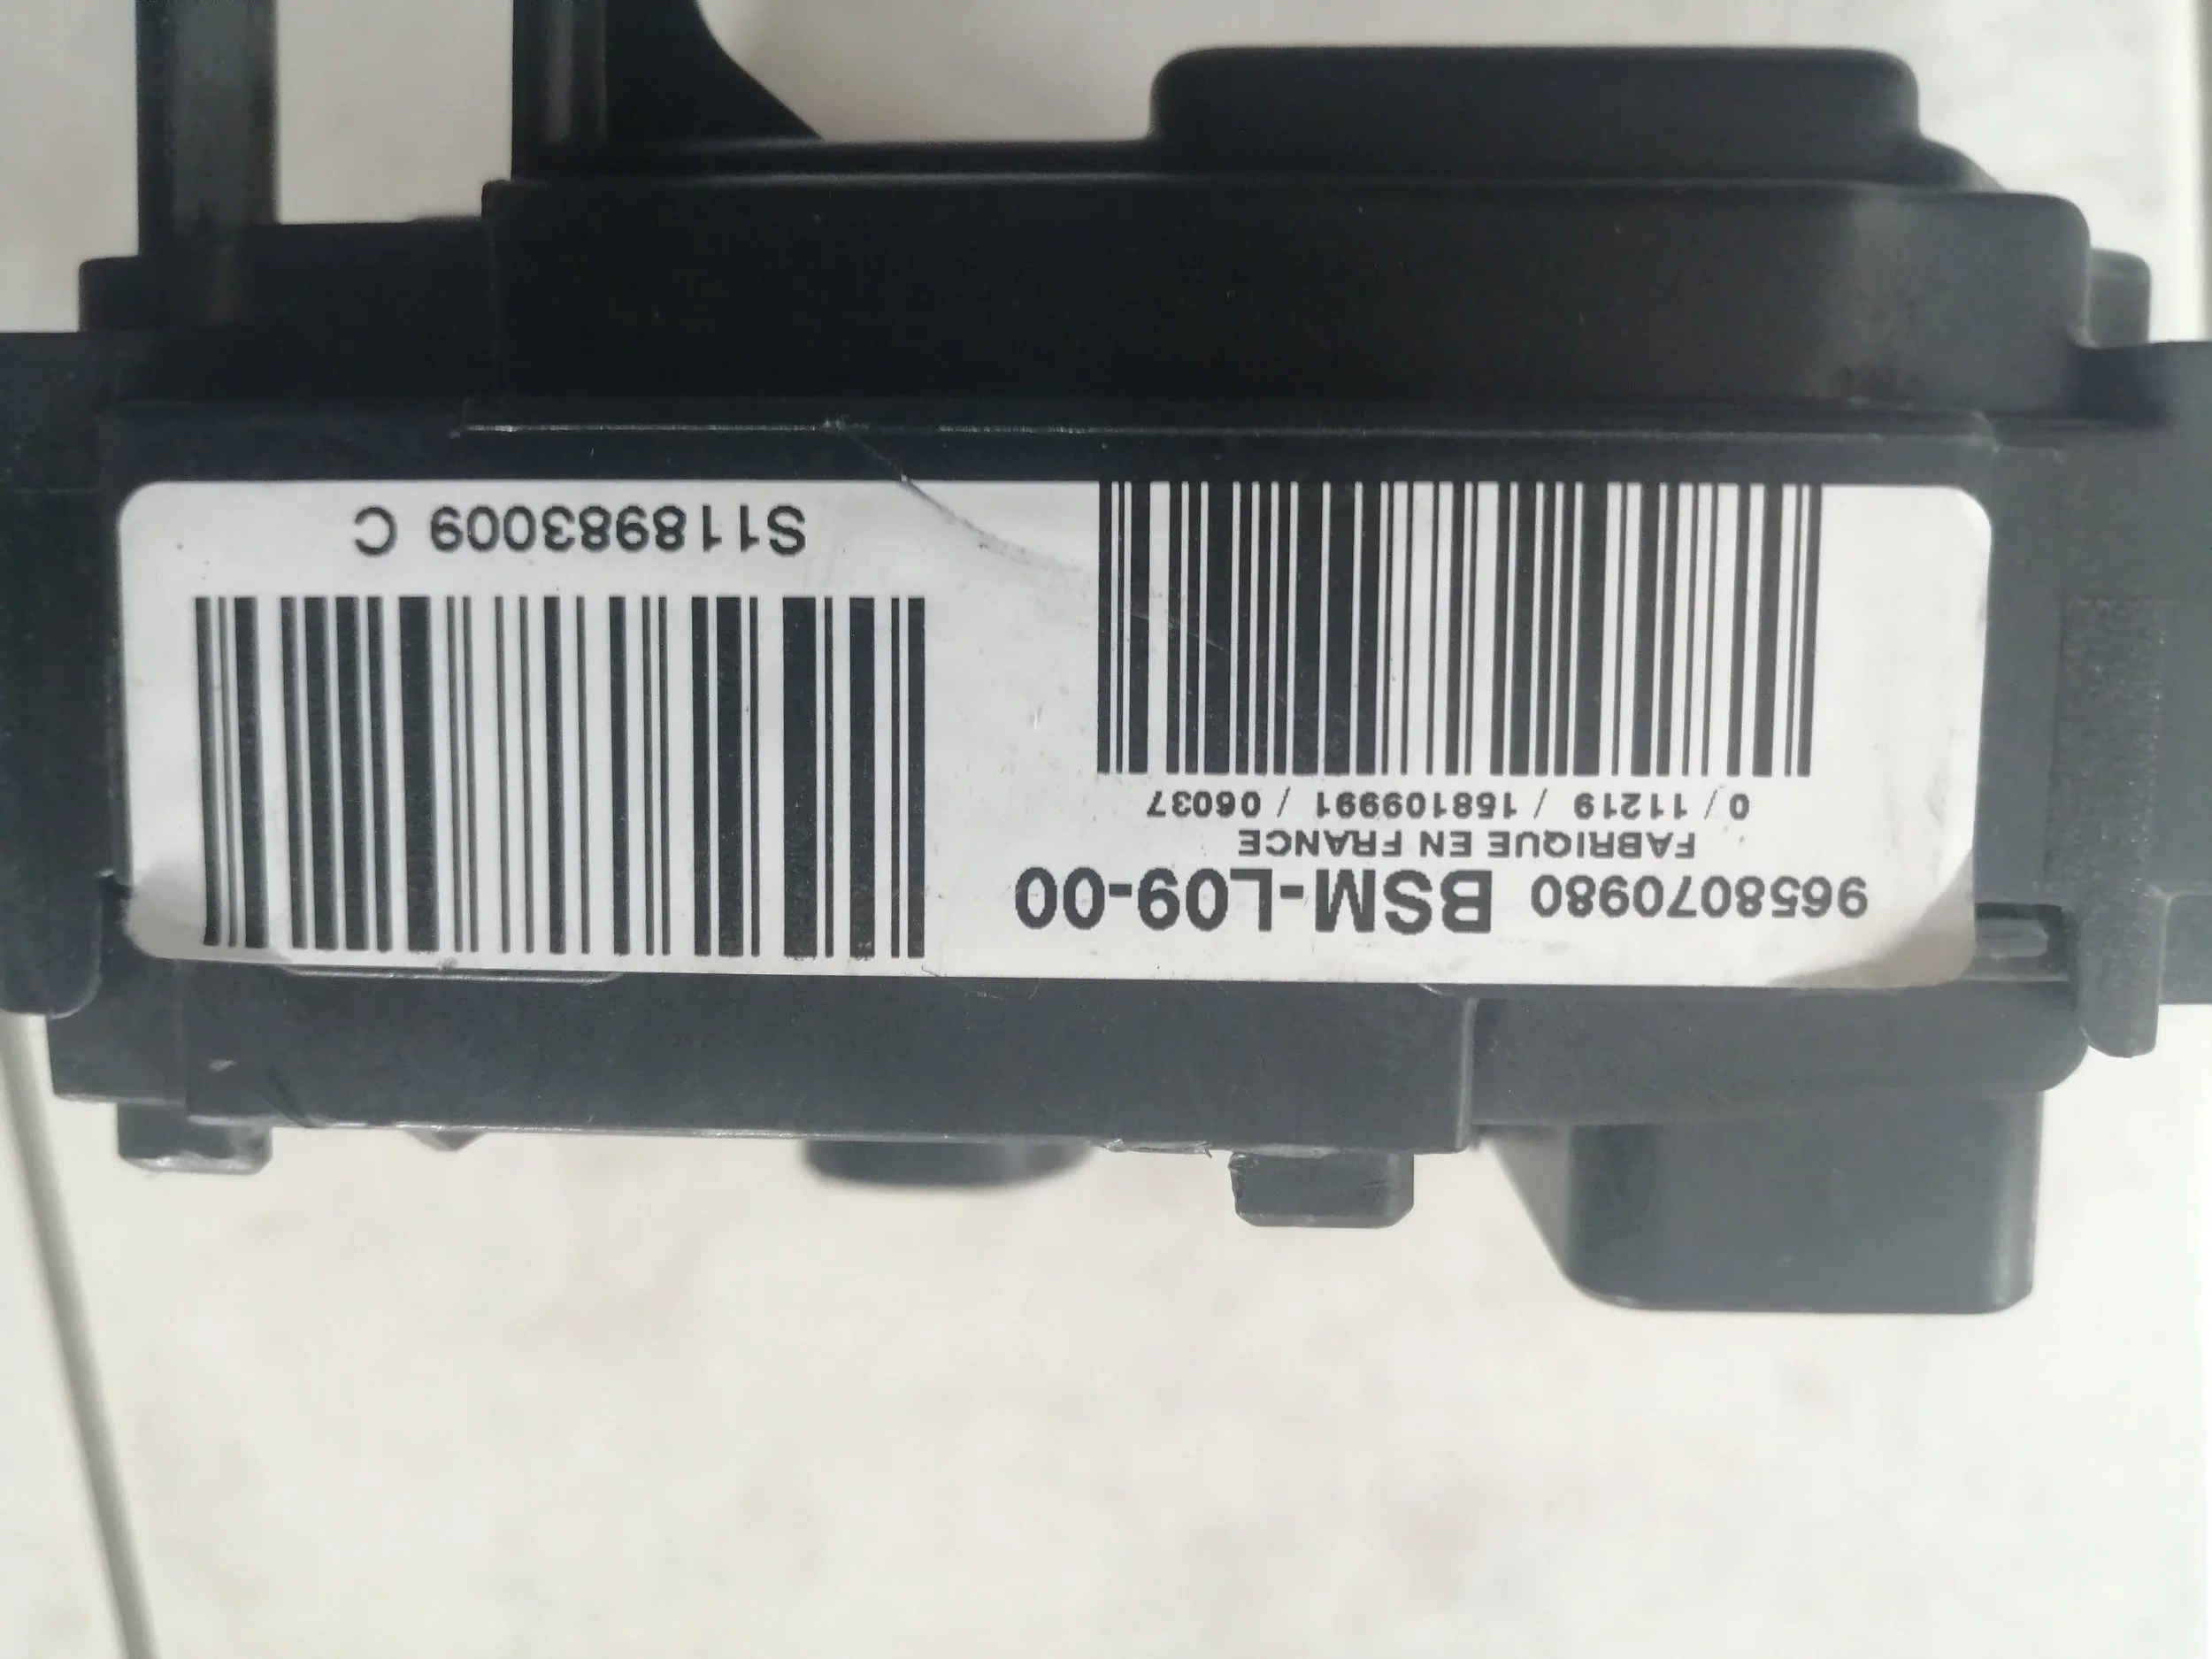 9658070980 BSM-L09-00
FABRIQUE EN FRANCE
0 / 11219 / 158109991 / 06037
S118983009 C